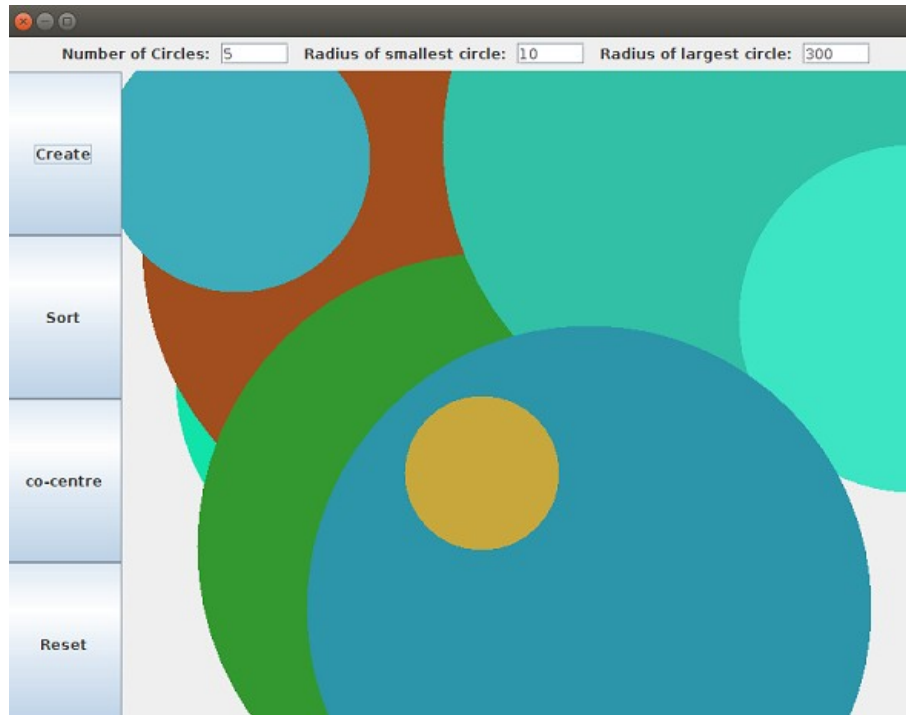 Number of Circles: 5 Radius of smallest circle: 10 Radius of largest circle: 300
Create
Sort
co-centre
Reset